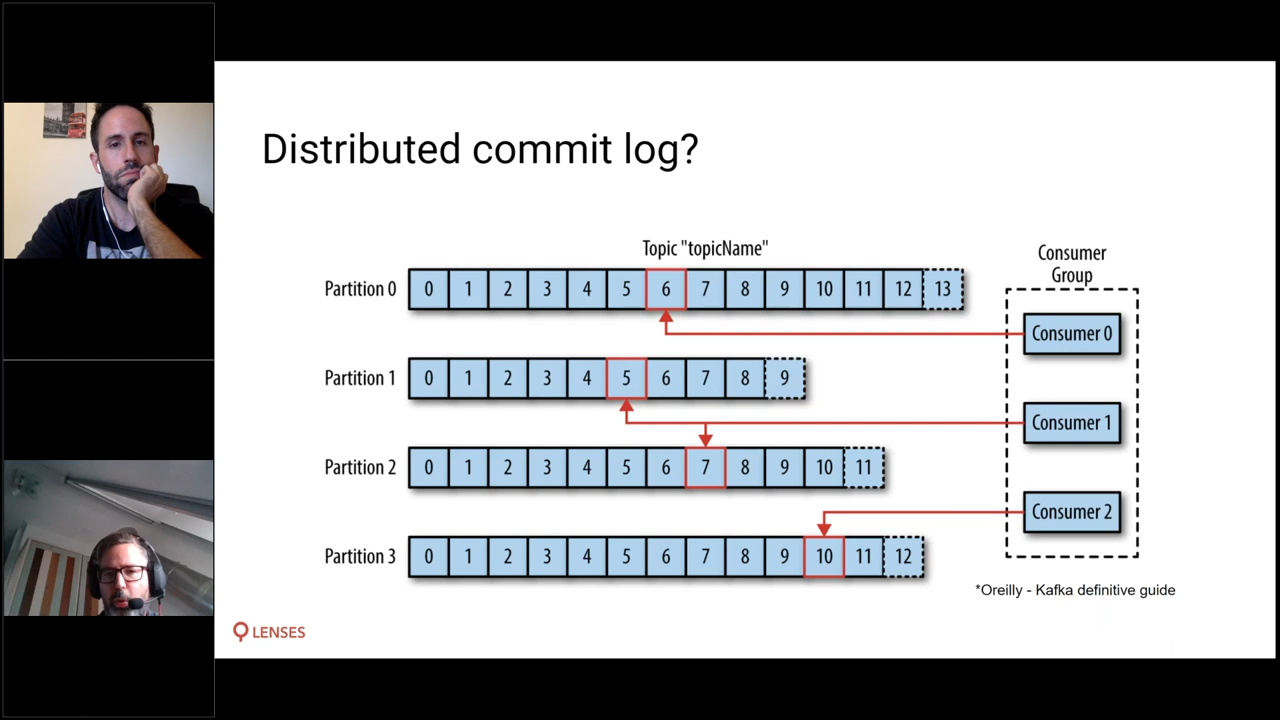 Distributed commit log?
Topic "topicName"
Consumer
Group
Partition 0 0 1 2 3 4 5 6 7 8 9 10 11 12 13
Consumer 0
Partition 1 0 1 2 3 4 5 6 7 8 9
Consumer 1
Partition 2 0 1 2 3 4 5 6 7 8 9 10 11
Consumer 2
Partition 3 0 1 2 3 4 5 6 7 8 9 10 11 12
*Oreilly - Kafka definitive guide
LENSES